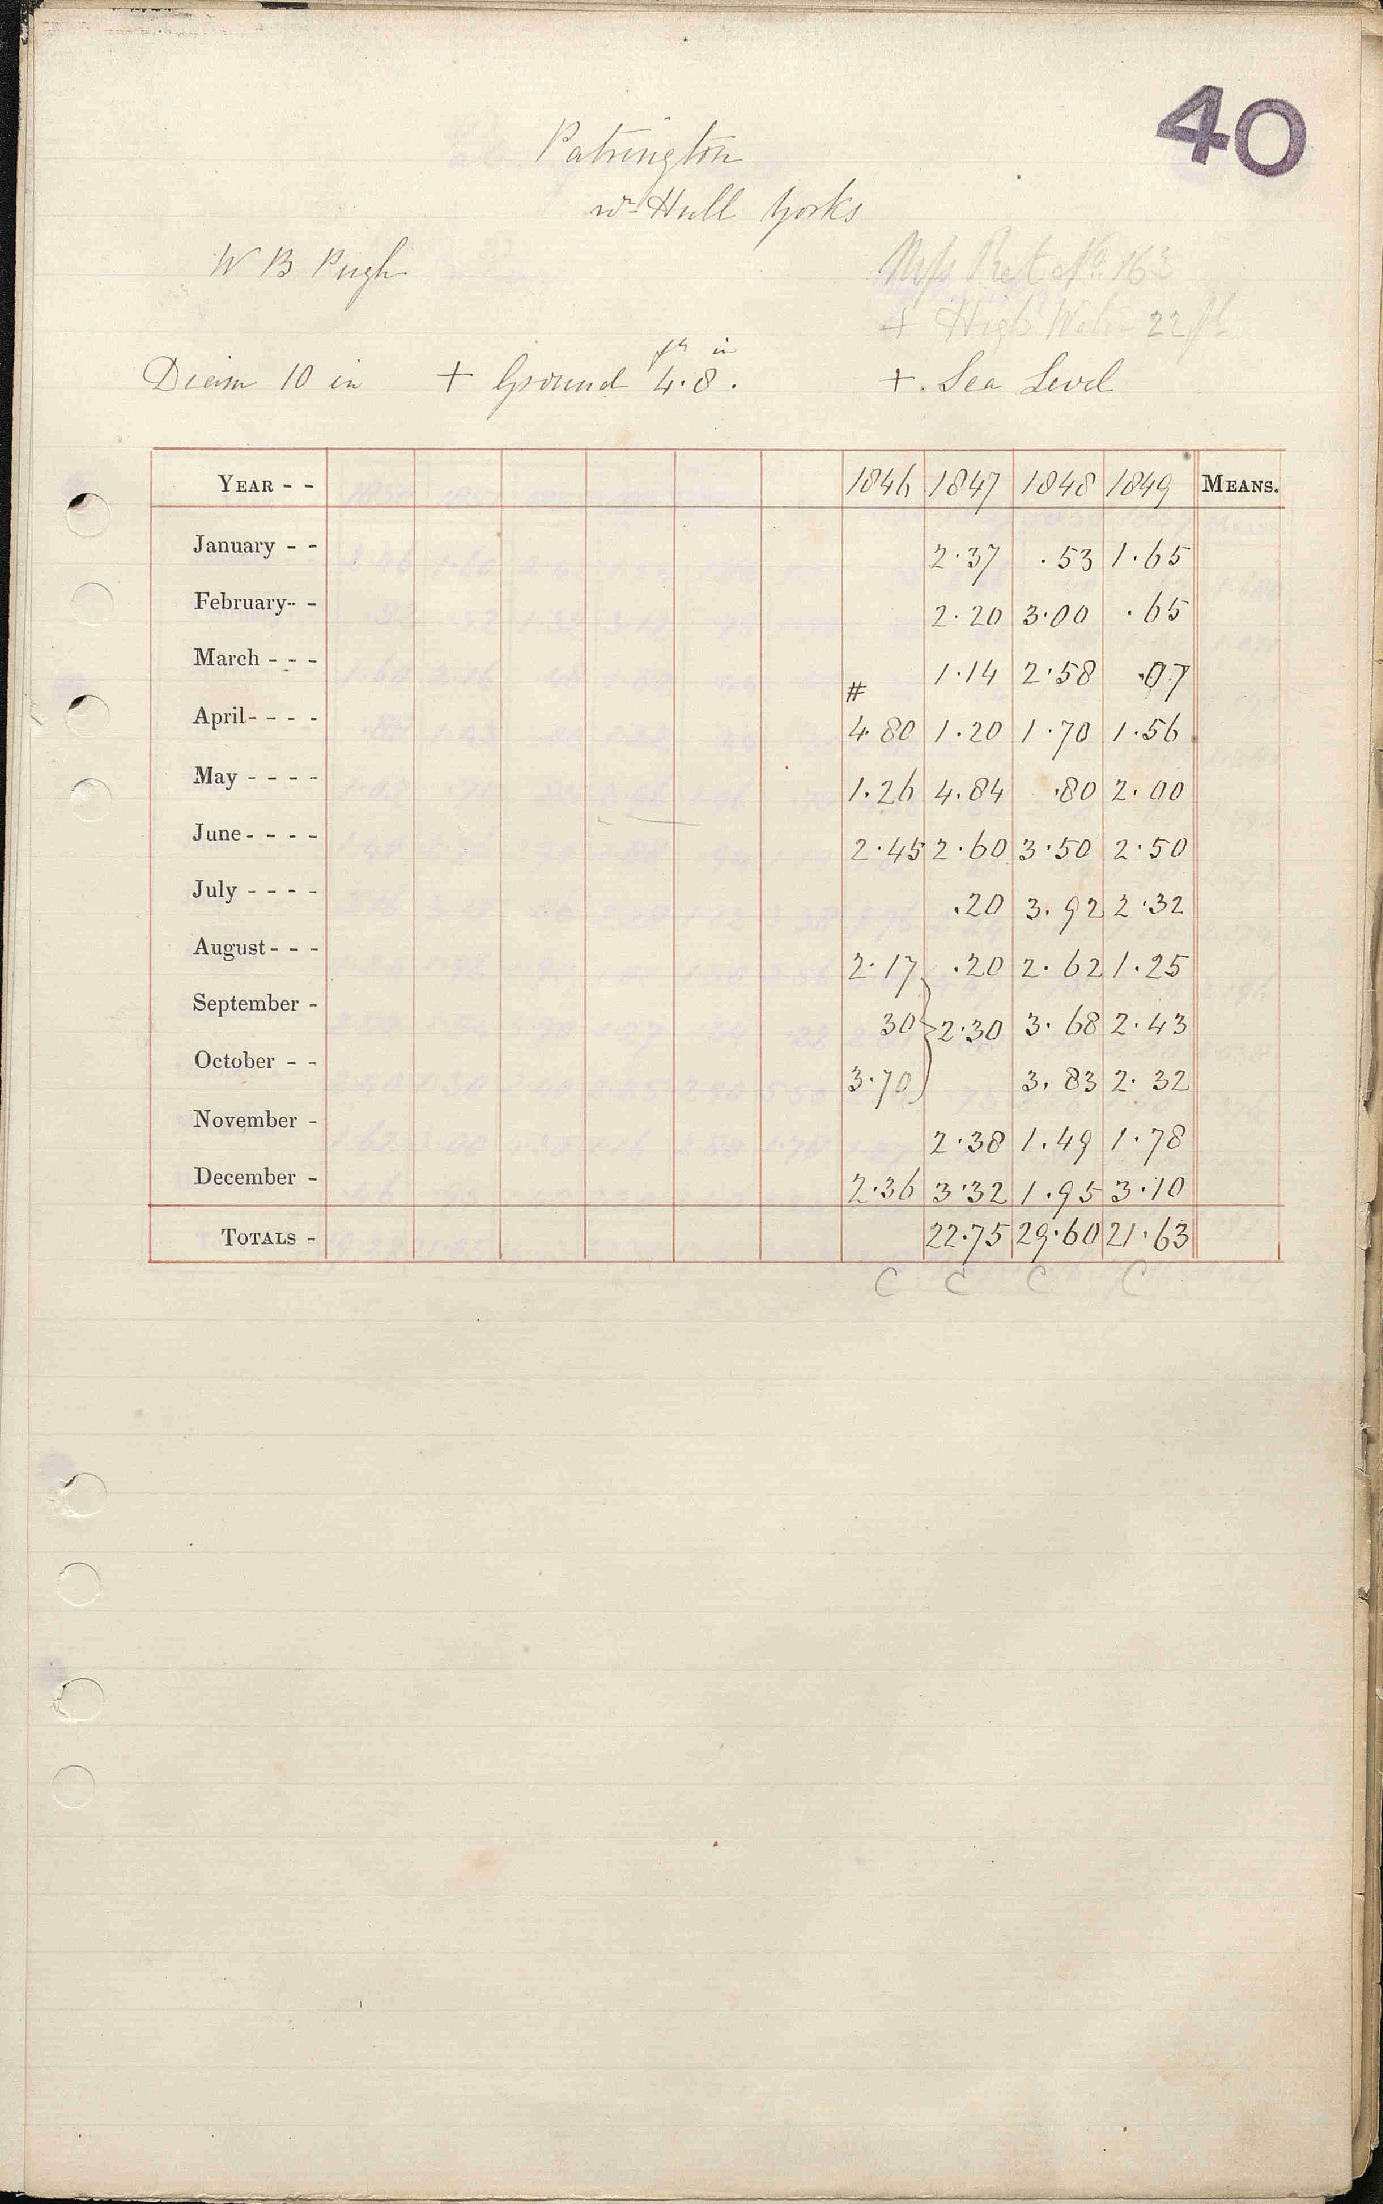 40
Patrington
nr Hull Yorks
W B Pugh
+ High Water 22 ft
ft in
Diam 10 in + Ground 4.8. + Sea Level
YEAR - - 1846 1847 1848 1849 MEANS.
January - - 2.37 .53 1.65
February - - 2.20 3.00 .65
March - - - 1.14 2.58 .07
#
April - - - - 4.80 1.20 1.70 1.56
May - - - - 1.26 4.84 .80 2.00
June - - - - 2.45 2.60 3.50 2.50
July - - - - .20 3.92 2.32
August - - - 2.17 .20 2.62 1.25
September - 30 2.30 3.68 2.43
October - - 3.70 3.83 2.32
November - 2.38 1.49 1.78
December - 2.36 3.32 1.95 3.10
TOTALS - 22.75 29.60 21.63
C C C C